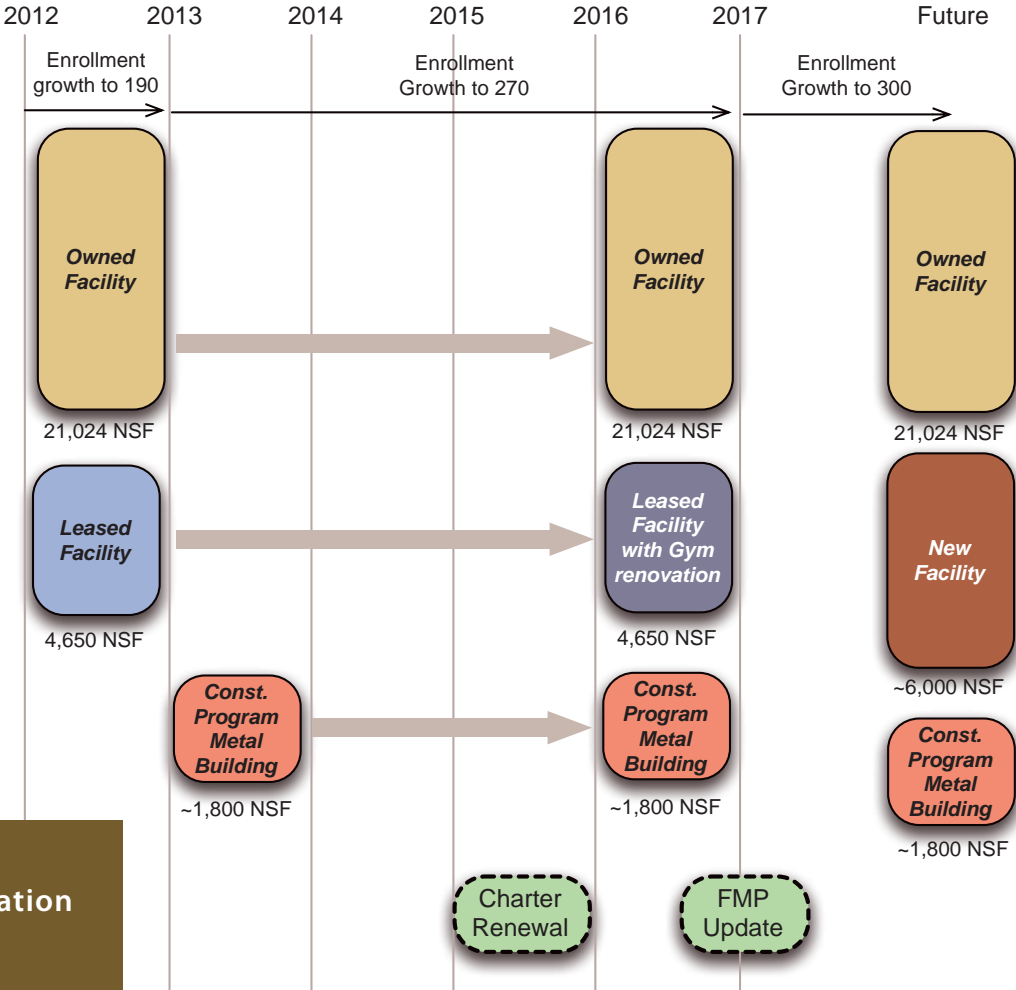 2012 2013 2014 2015 2016 2017 Future
Enrollment
growth to 190
Enrollment
Growth to 270
Enrollment
Growth to 300
Owned
Facility
21,024 NSF
Owned
Facility
21,024 NSF
Owned
Facility
21,024 NSF
Leased
Facility
4,650 NSF
Leased
Facility
with Gym
renovation
4,650 NSF
New
Facility
~6,000 NSF
Const.
Program
Metal
Building
~1,800 NSF
Const.
Program
Metal
Building
~1,800 NSF
Const.
Program
Metal
Building
~1,800 NSF
Charter
Renewal
FMP
Update
ation